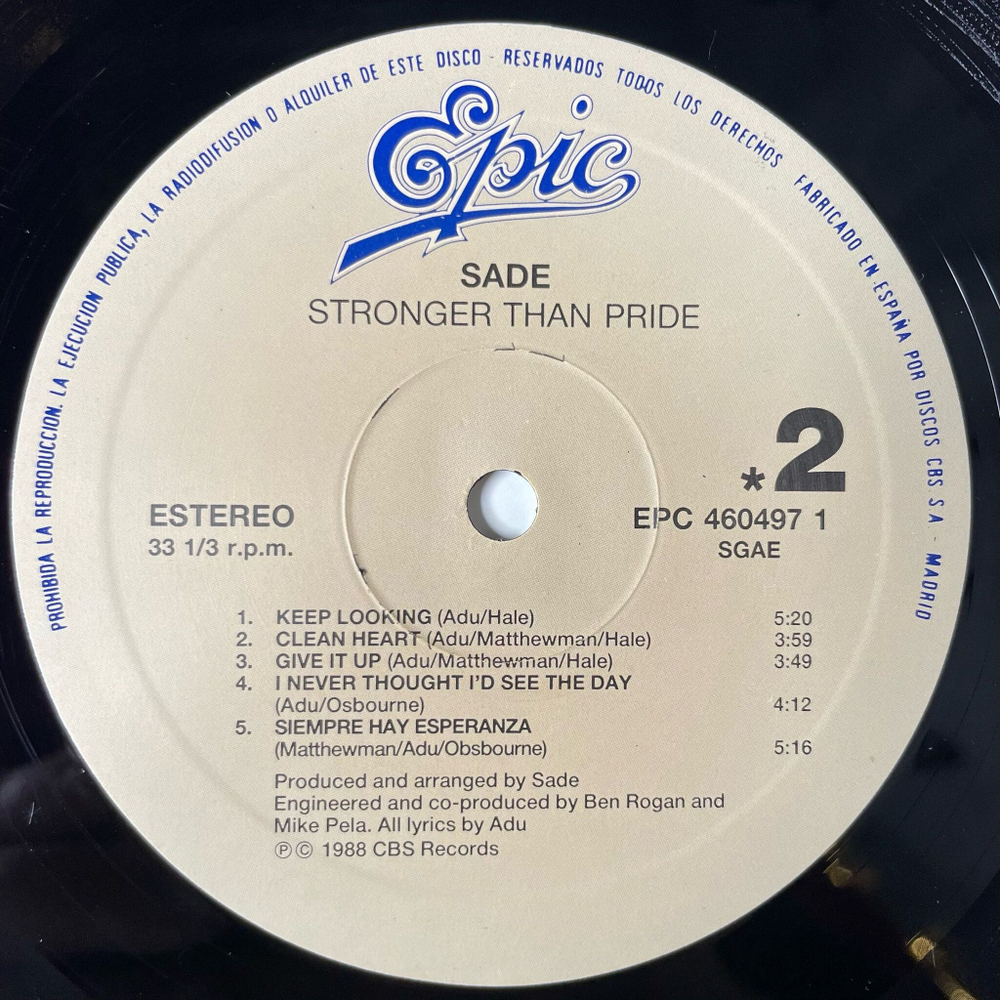 PROHIBIDA LA REPRODUCCION. LA EJECUCION PUBLICA, LA RADIODIFUSION O ALQUILER DE ESTE DISCO - RESERVADOS TODOS LOS DERECHOS FABRICADO EN ESPAÑA POR DISCOS CBS S A - MADRID
Epic
SADE
STRONGER THAN PRIDE
*2
ESTEREO
33 1/3 r.p.m.
EPC 460497 1
SGAE
1. KEEP LOOKING (Adu/Hale) 5:20
2. CLEAN HEART (Adu/Matthewman/Hale) 3:59
3. GIVE IT UP (Adu/Matthewman/Hale) 3:49
4. I NEVER THOUGHT I'D SEE THE DAY
(Adu/Osbourne) 4:12
5. SIEMPRE HAY ESPERANZA
(Matthewman/Adu/Obsbourne) 5:16
Produced and arranged by Sade
Engineered and co-produced by Ben Rogan and
Mike Pela. All lyrics by Adu
℗© 1988 CBS Records